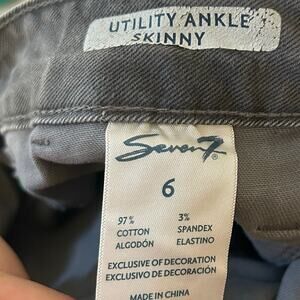 UTILITY ANKLE
SKINNY
Seven7®
6
97% 3%
COTTON SPANDEX
ALGODÓN ELASTINO
EXCLUSIVE OF DECORATION
EXCLUSIVO DE DECORACIÓN
MADE IN CHINA